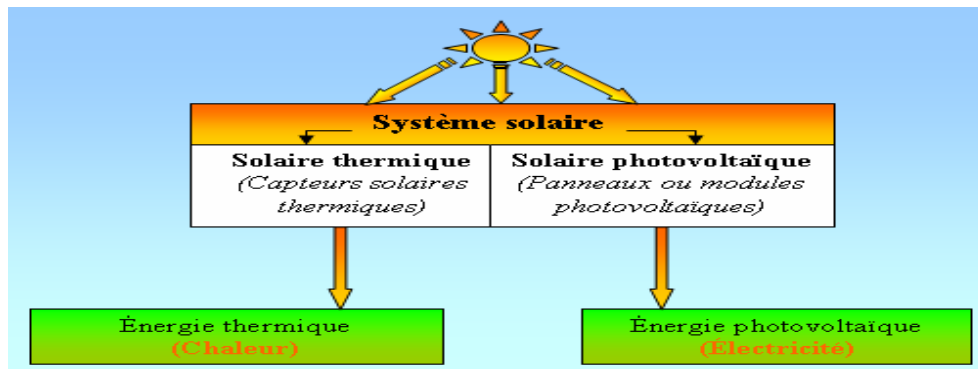 Système solaire
Solaire thermique
(Capteurs solaires
thermiques)
Solaire photovoltaïque
(Panneaux ou modules
photovoltaïques)
Énergie thermique
(Chaleur)
Énergie photovoltaïque
(Électricité)